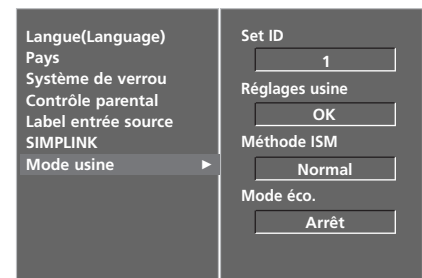 Langue(Language)
Pays
Système de verrou
Contrôle parental
Label entrée source
SIMPLINK
Mode usine ►
Set ID
1
Réglages usine
OK
Méthode ISM
Normal
Mode éco.
Arrêt